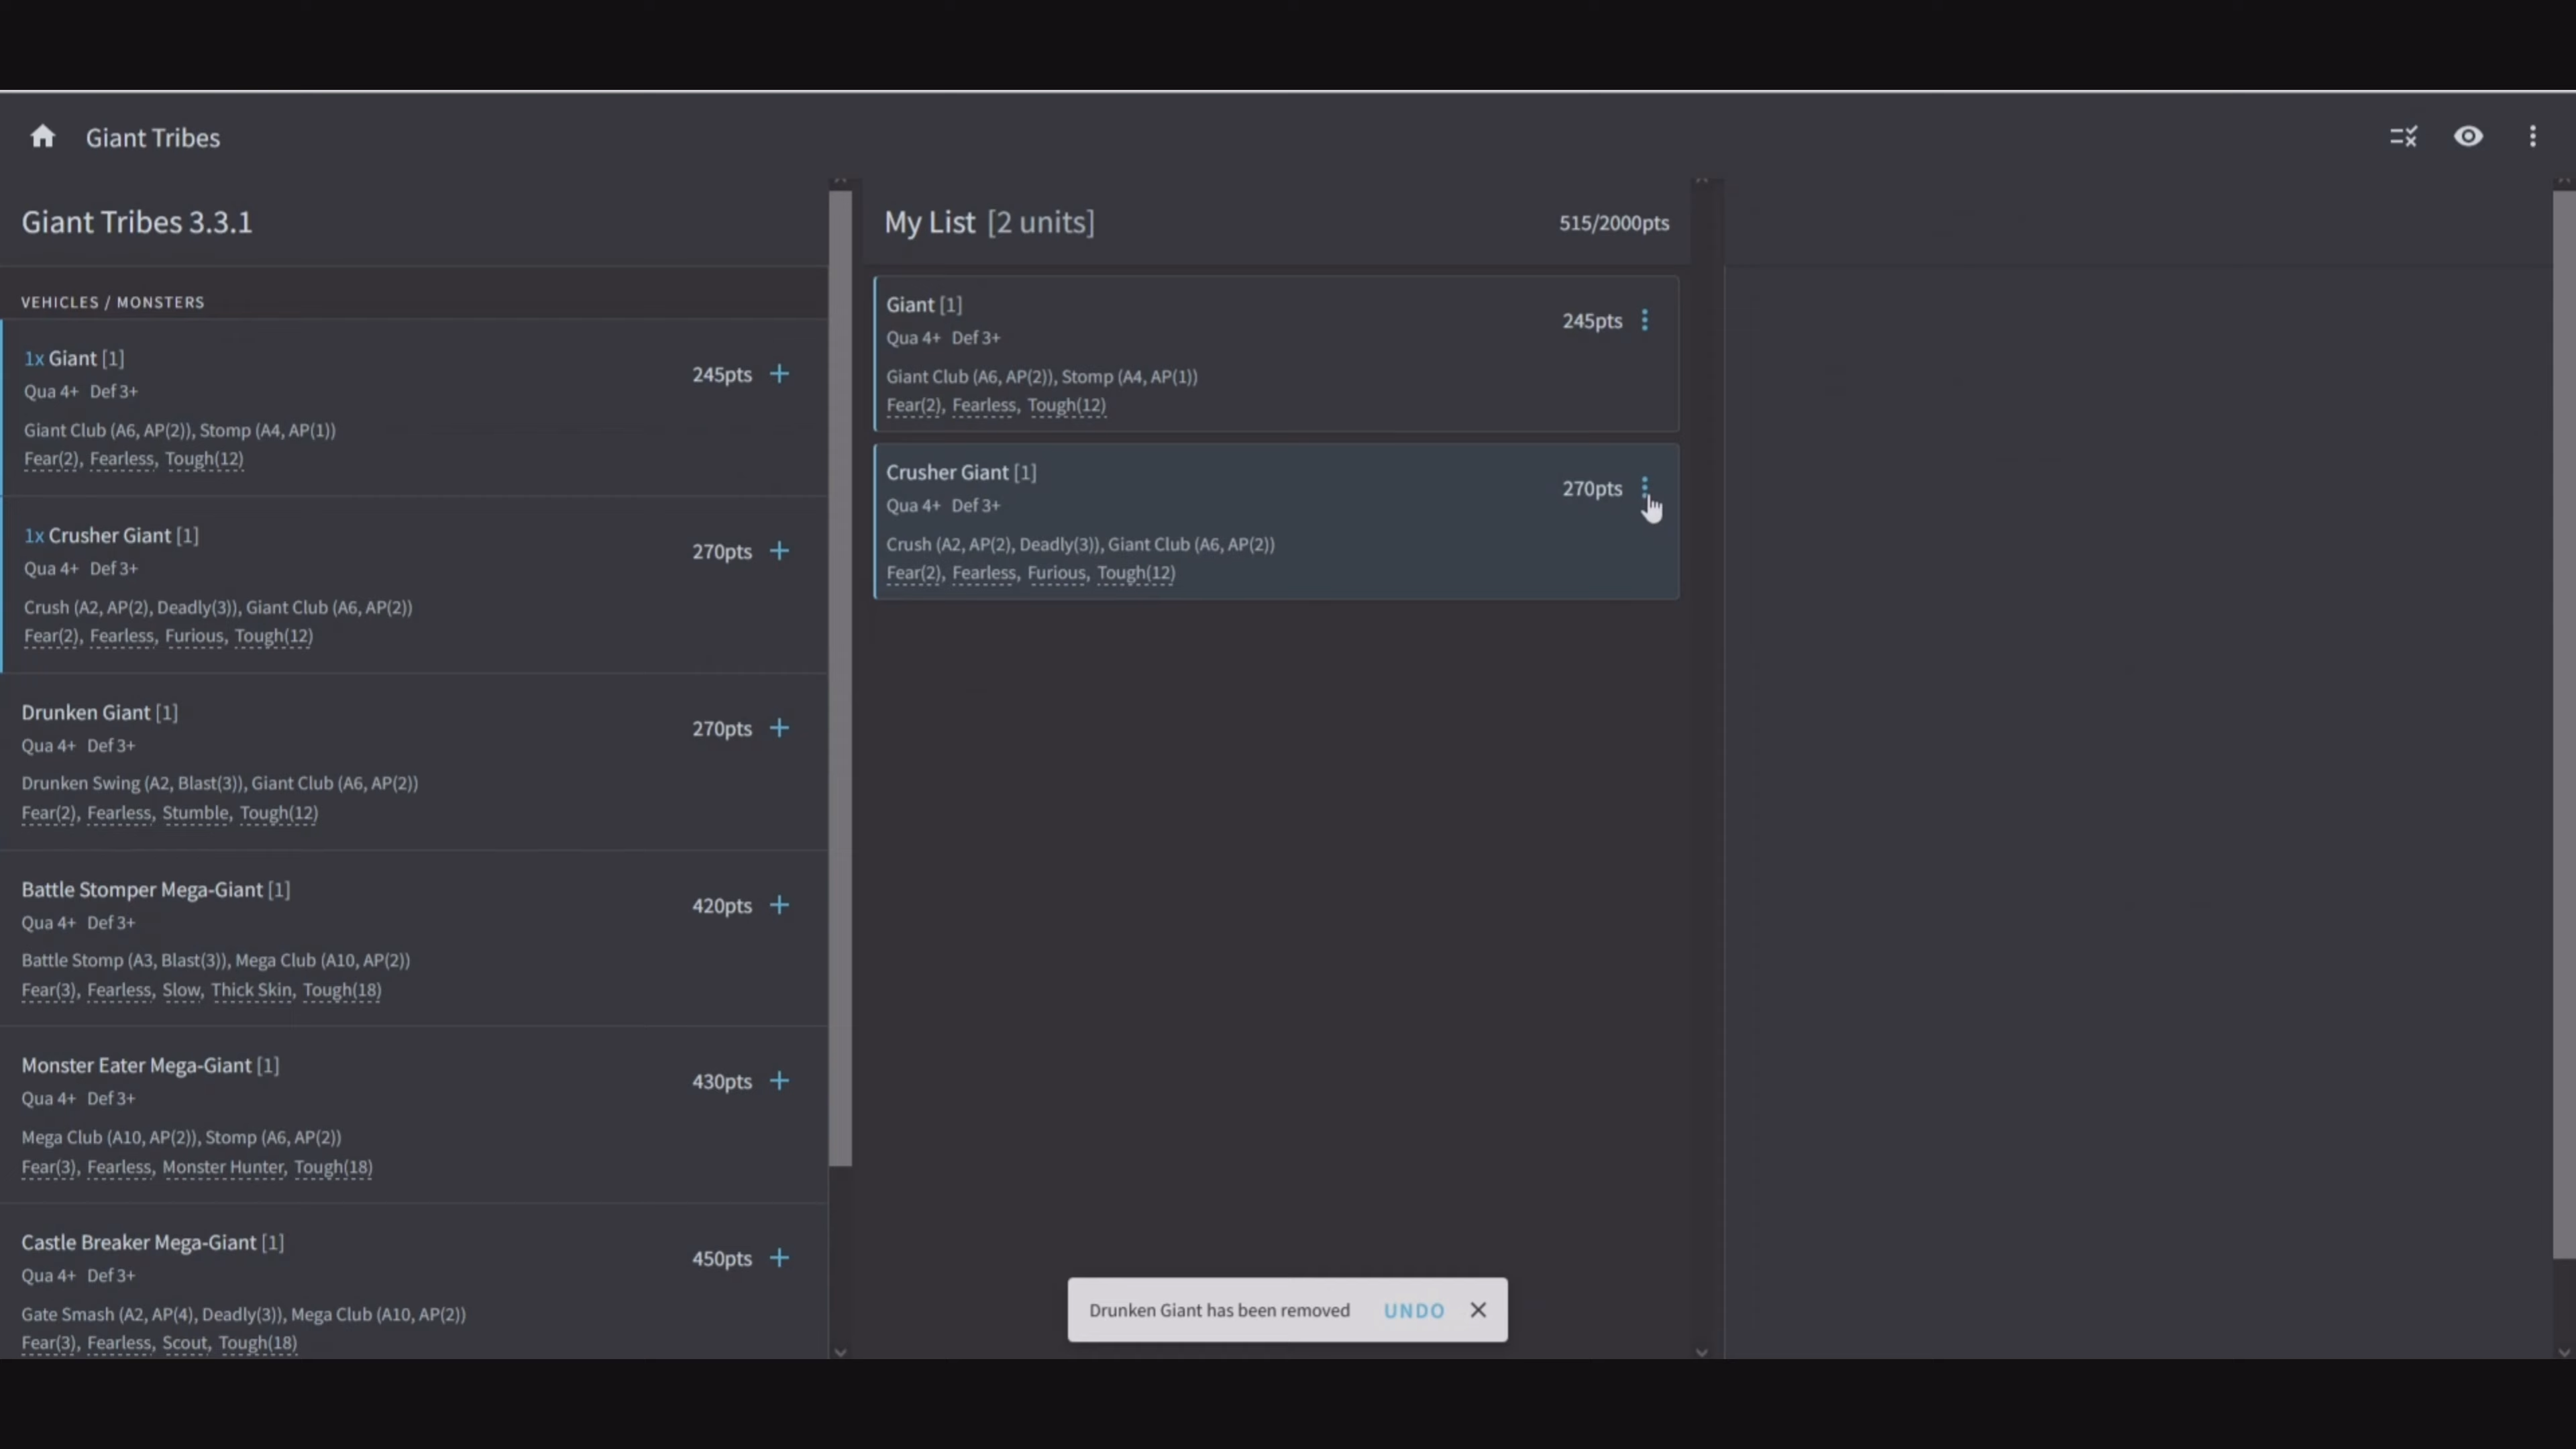 Giant Tribes
Giant Tribes 3.3.1
VEHICLES / MONSTERS
1x Giant [1]
245pts
Qua 4+ Def 3+
Giant Club (A6, AP(2)), Stomp (A4, AP(1))
Fear(2), Fearless, Tough(12)
1x Crusher Giant [1]
270pts
Qua 4+ Def 3+
Crush (A2, AP(2), Deadly(3)), Giant Club (A6, AP(2))
Fear(2), Fearless, Furious, Tough(12)
Drunken Giant [1]
270pts
Qua 4+ Def 3+
Drunken Swing (A2, Blast(3)), Giant Club (A6, AP(2))
Fear(2), Fearless, Stumble, Tough(12)
Battle Stomper Mega-Giant [1]
420pts
Qua 4+ Def 3+
Battle Stomp (A3, Blast(3)), Mega Club (A10, AP(2))
Fear(3), Fearless, Slow, Thick Skin, Tough(18)
Monster Eater Mega-Giant [1]
430pts
Qua 4+ Def 3+
Mega Club (A10, AP(2)), Stomp (A6, AP(2))
Fear(3), Fearless, Monster Hunter, Tough(18)
Castle Breaker Mega-Giant [1]
450pts
Qua 4+ Def 3+
Gate Smash (A2, AP(4), Deadly(3)), Mega Club (A10, AP(2))
Fear(3), Fearless, Scout, Tough(18)
My List [2 units]
515/2000pts
Giant [1]
245pts
Qua 4+ Def 3+
Giant Club (A6, AP(2)), Stomp (A4, AP(1))
Fear(2), Fearless, Tough(12)
Crusher Giant [1]
270pts
Qua 4+ Def 3+
Crush (A2, AP(2), Deadly(3)), Giant Club (A6, AP(2))
Fear(2), Fearless, Furious, Tough(12)
Drunken Giant has been removed UNDO